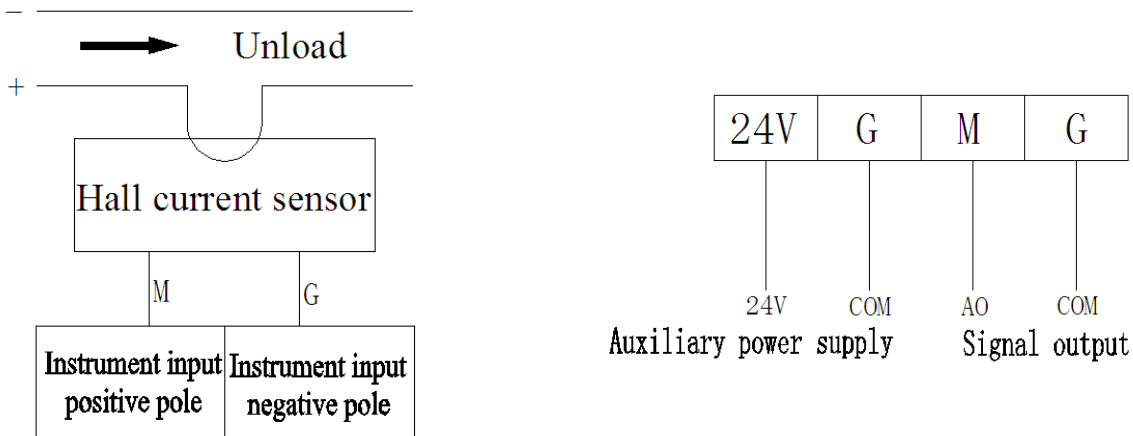 −
Unload
+
Hall current sensor
M G
Instrument input
positive pole
Instrument input
negative pole
24V G M G
24V COM AO COM
Auxiliary power supply Signal output